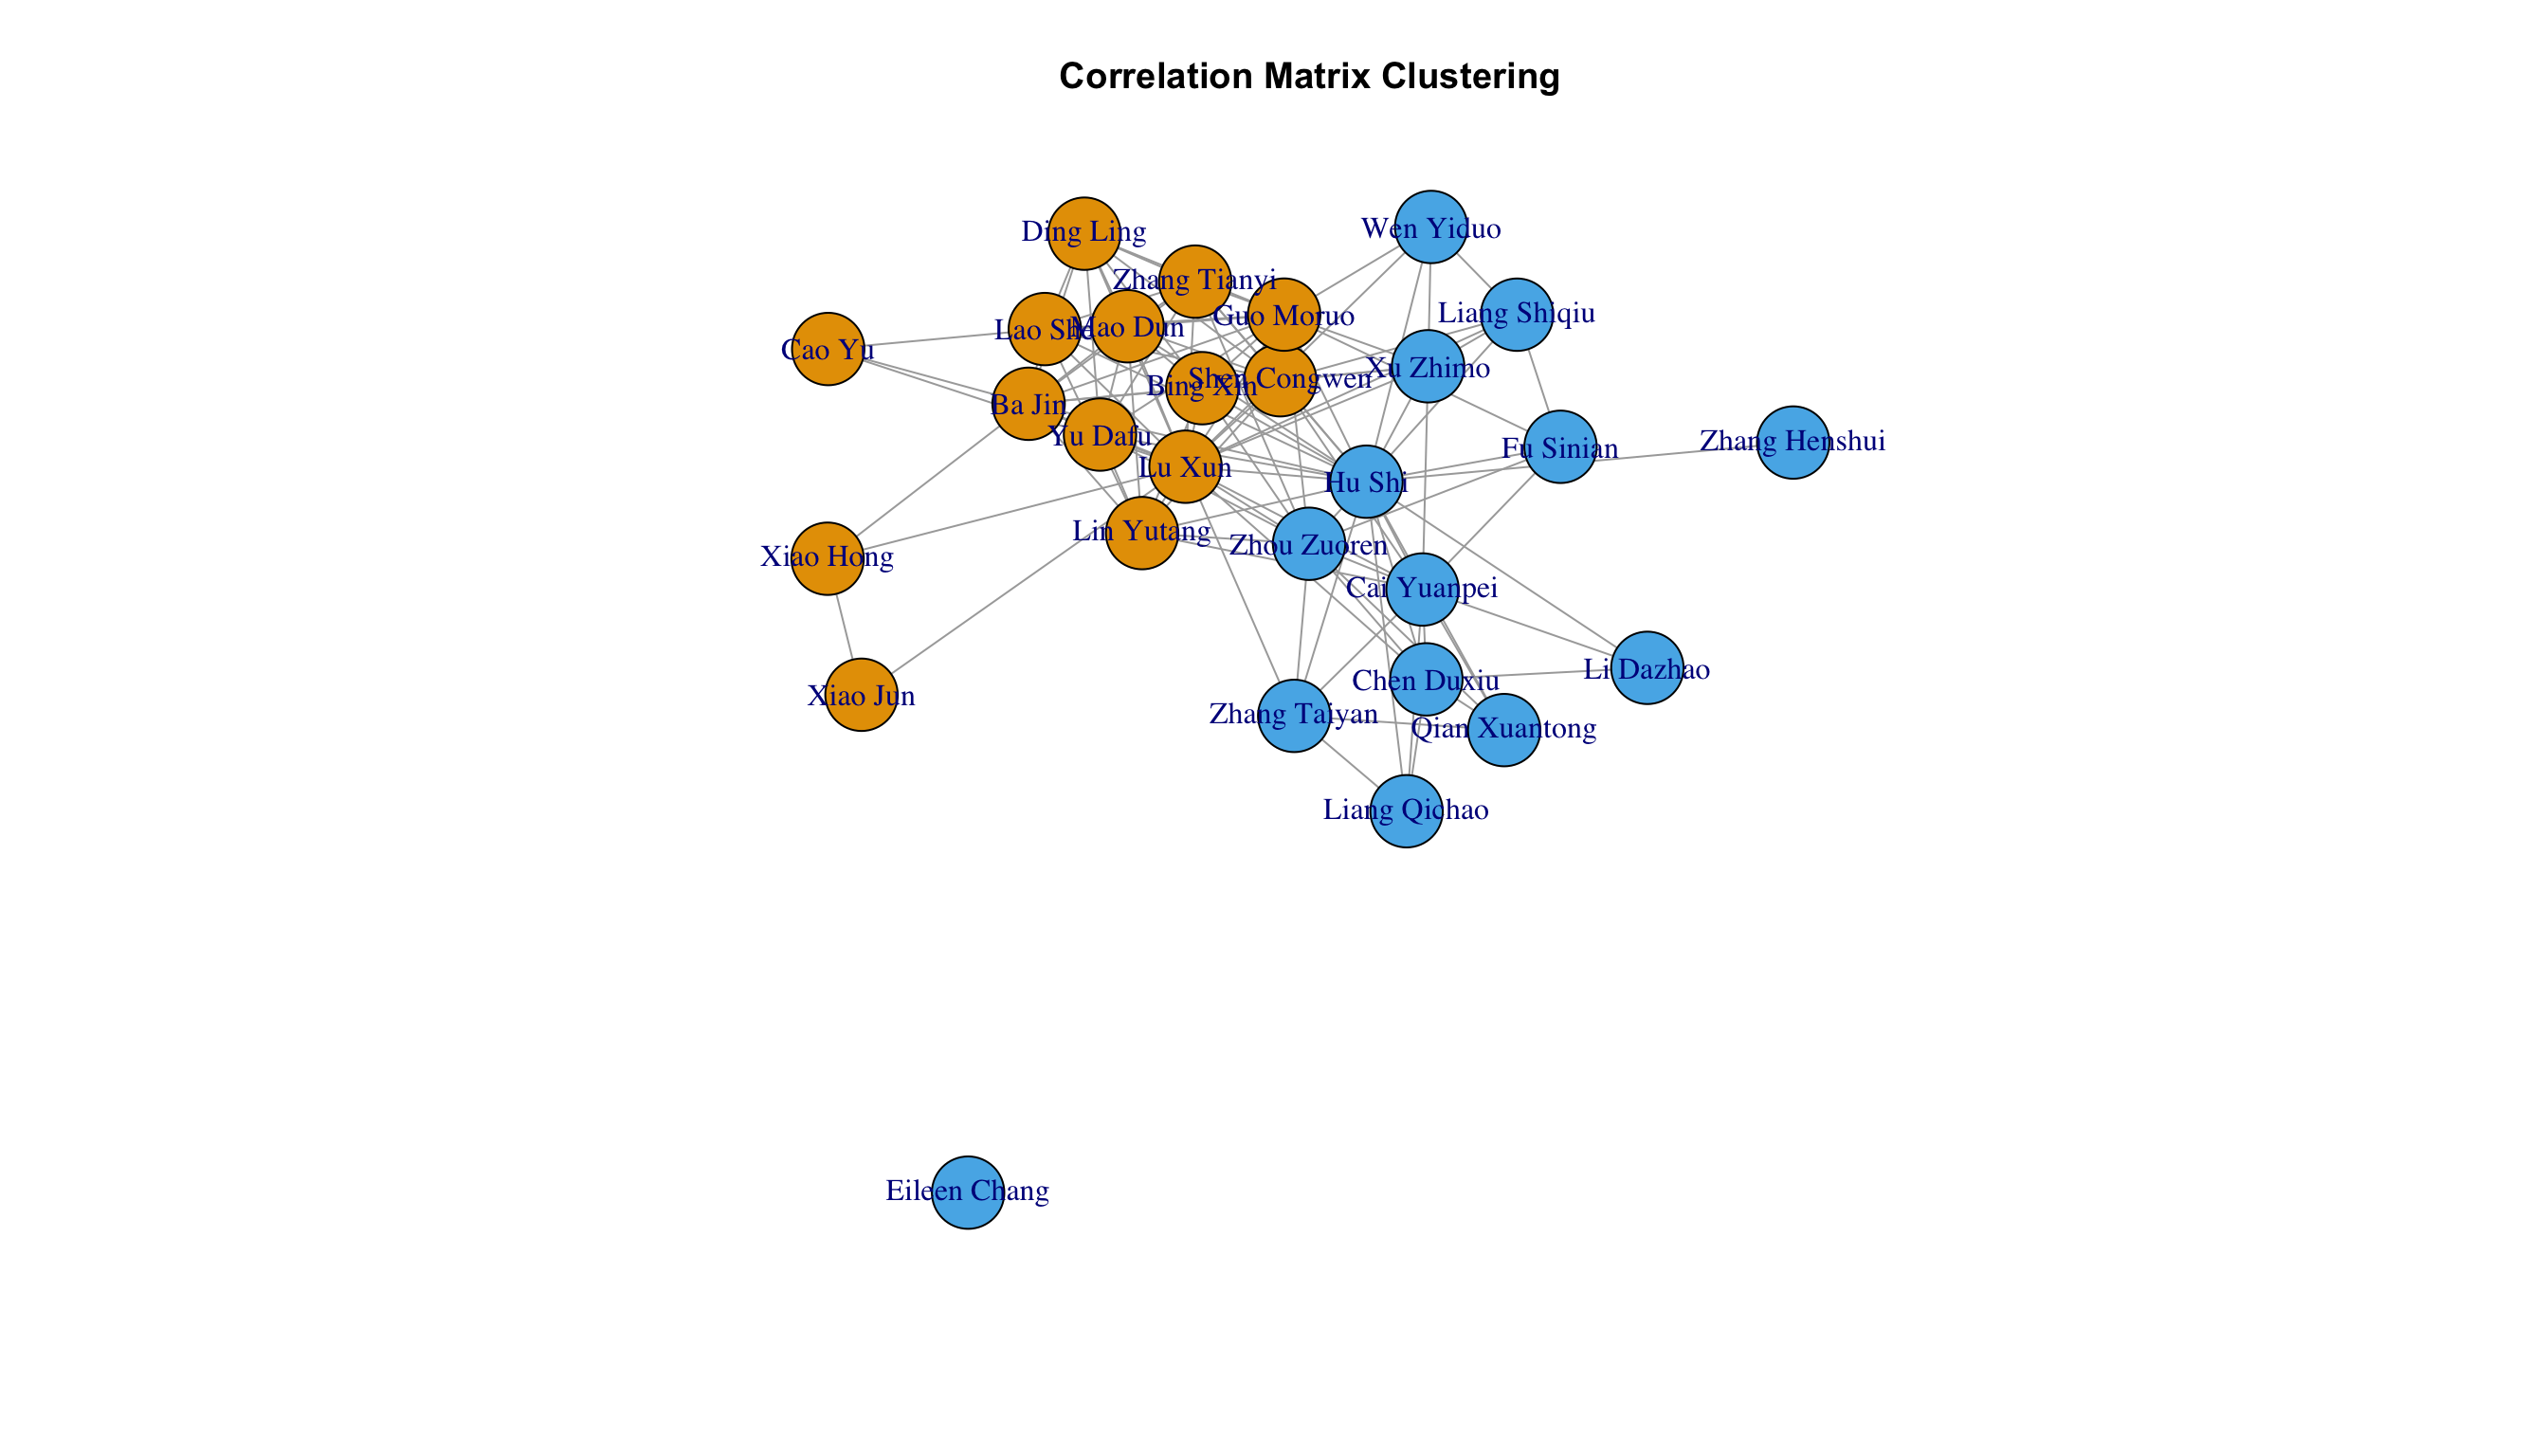 Correlation Matrix Clustering
Wen Yiduo
Ding Ling
Zhang Tianyi
Liang Shiqiu
Guo Moruo
Mao Dun
Lao She
Cao Yu
Xu Zhimo
Shen Congwen
Bing Xin
Ba Jin
Yu Dafu
Zhang Henshui
Fu Sinian
Lu Xun
Hu Shi
Lin Yutang
Zhou Zuoren
Xiao Hong
Cai Yuanpei
Li Dazhao
Chen Duxiu
Xiao Jun
Zhang Taiyan
Qian Xuantong
Liang Qichao
Eileen Chang